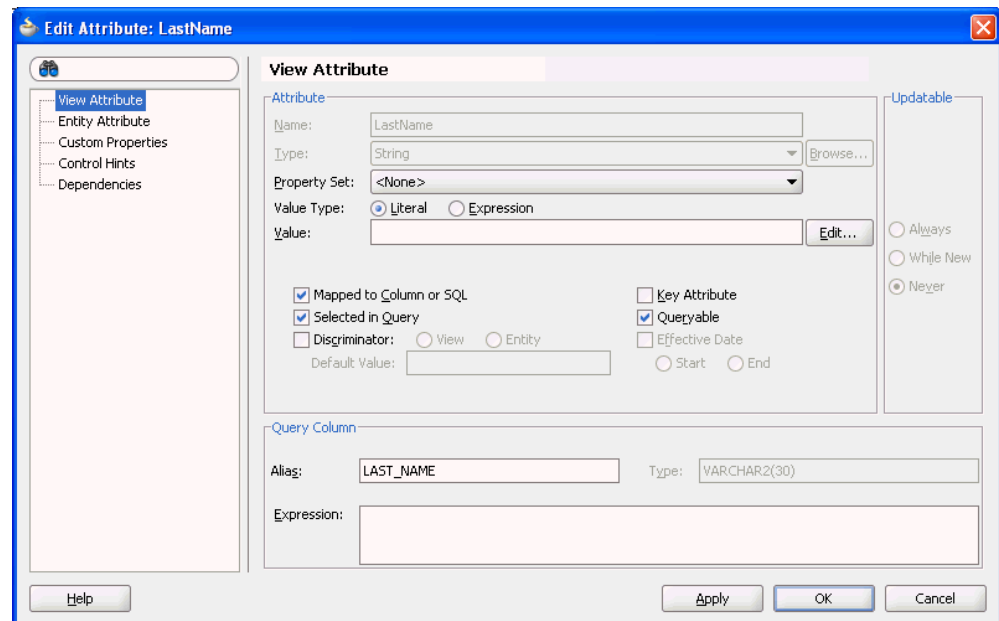 Edit Attribute: LastName
View Attribute
Entity Attribute
Custom Properties
Control Hints
Dependencies
View Attribute
Attribute
Name: LastName
Type: String Browse...
Property Set: <None>
Value Type: Literal Expression
Value: Edit...
Mapped to Column or SQL Key Attribute
Selected in Query Queryable
Discriminator: View Entity Effective Date
Default Value: Start End
Updatable
Always
While New
Never
Query Column
Alias: LAST_NAME Type: VARCHAR2(30)
Expression:
Help Apply OK Cancel